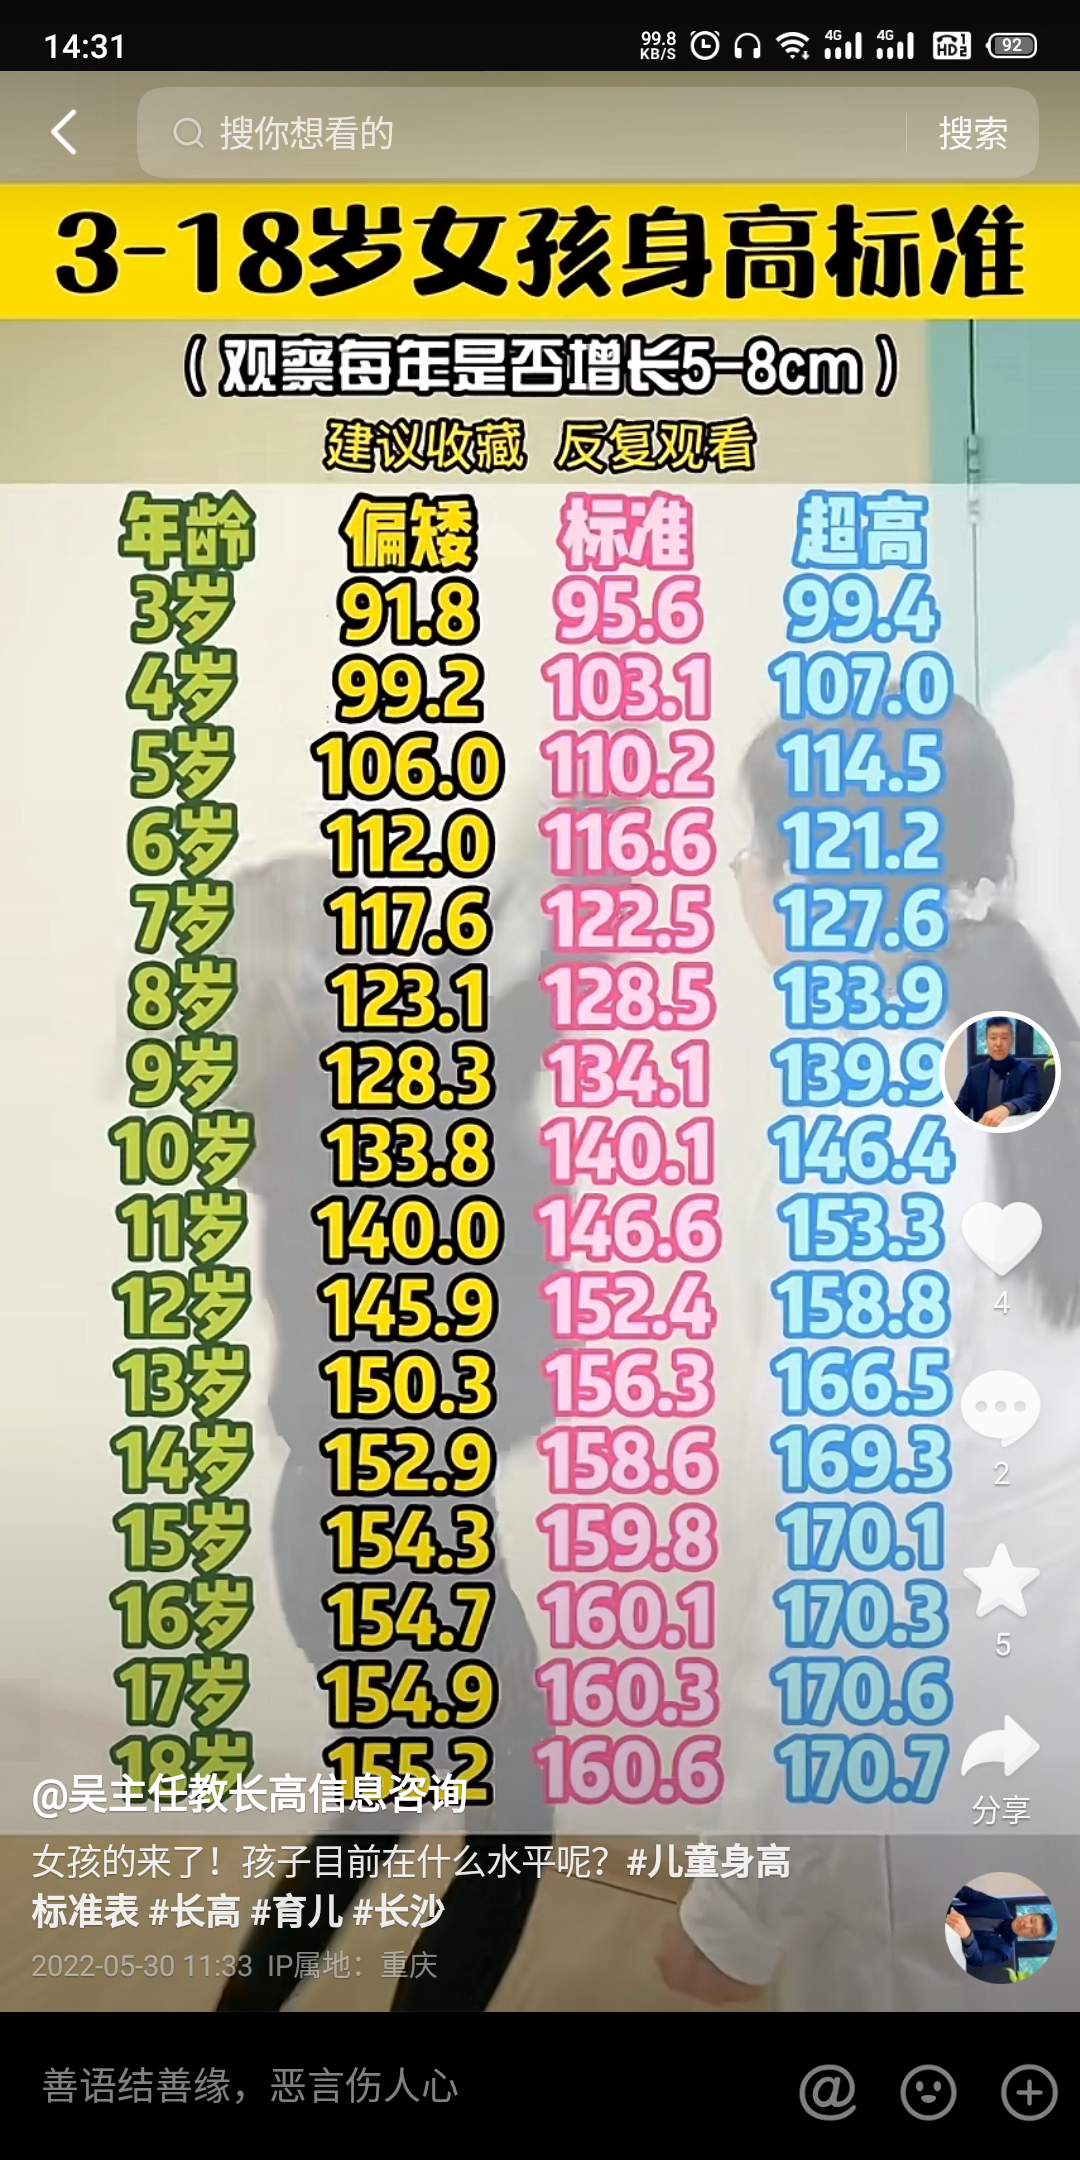 14:31
99.8 KB/S 4G 4G HD 1 2 92
搜你想看的 搜索
3-18岁女孩身高标准
(观察每年是否增长5-8cm)
建议收藏 反复观看
年龄 偏矮 标准 超高
3岁 91.8 95.6 99.4
4岁 99.2 103.1 107.0
5岁 106.0 110.2 114.5
6岁 112.0 116.6 121.2
7岁 117.6 122.5 127.6
8岁 123.1 128.5 133.9
9岁 128.3 134.1 139.9
10岁 133.8 140.1 146.4
11岁 140.0 146.6 153.3
12岁 145.9 152.4 158.8
13岁 150.3 156.3 166.5
14岁 152.9 158.6 169.3
15岁 154.3 159.8 170.1
16岁 154.7 160.1 170.3
17岁 154.9 160.3 170.6
18岁 155.2 160.6 170.7
4
2
5
分享
@吴主任教长高信息咨询
女孩的来了！孩子目前在什么水平呢？#儿童身高
标准表 #长高 #育儿 #长沙
2022-05-30 11:33 IP属地：重庆
善语结善缘，恶言伤人心